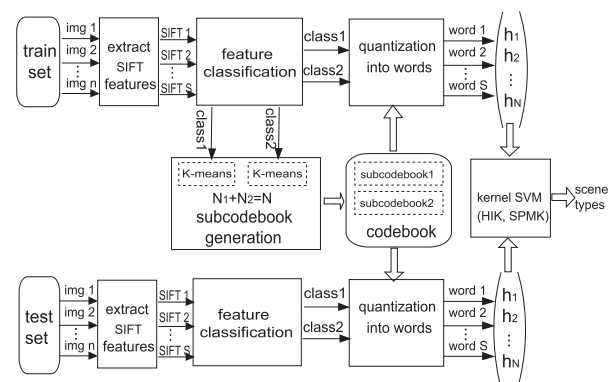 train
set
img 1
img 2
img n
extract
SIFT
features
SIFT 1
SIFT 2
SIFT S
feature
classification
class1
class2
quantization
into words
word 1
word 2
word S
h1
h2
hN
class1
class2
K-means
K-means
N1+N2=N
subcodebook
generation
subcodebook1
subcodebook2
codebook
kernel SVM
(HIK, SPMK)
scene
types
test
set
img 1
img 2
img n
extract
SIFT
features
SIFT 1
SIFT 2
SIFT S
feature
classification
class1
class2
quantization
into words
word 1
word 2
word S
h1
h2
hN